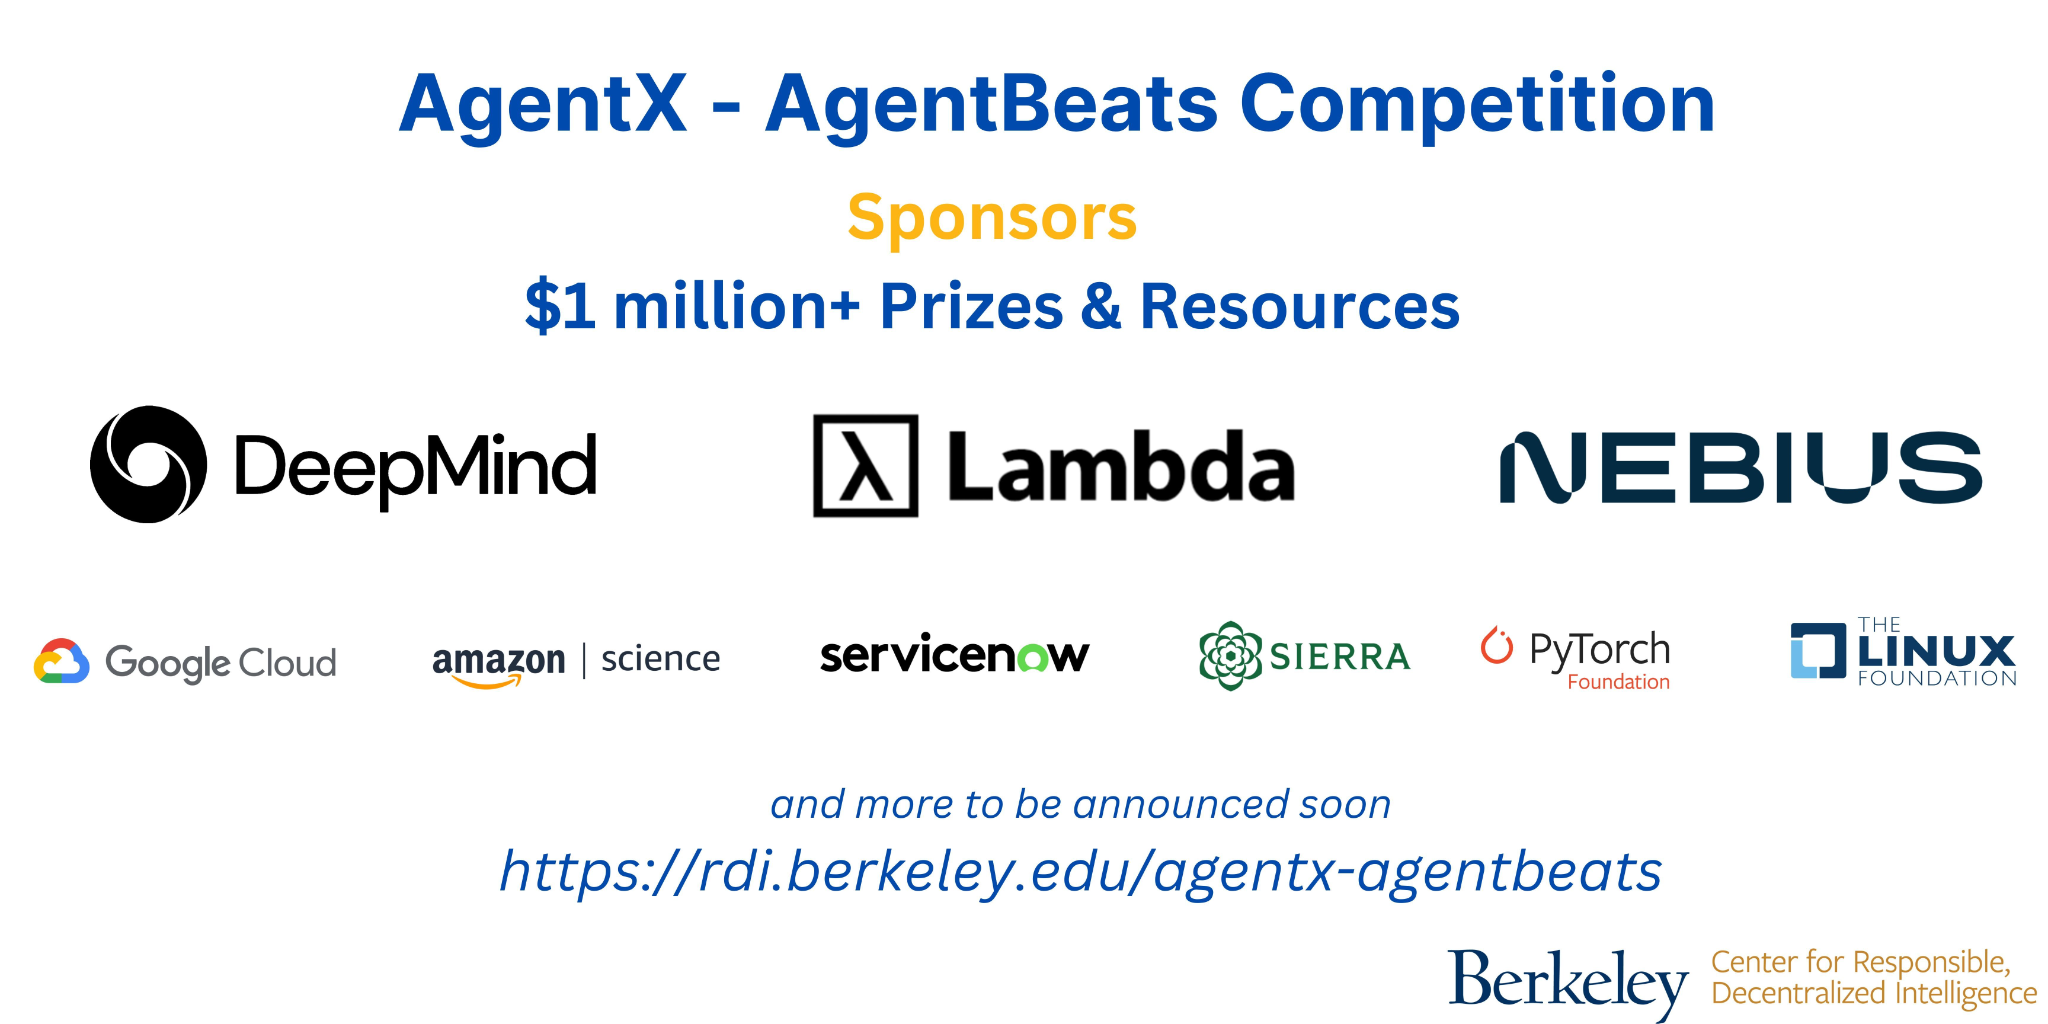 AgentX - AgentBeats Competition
Sponsors
$1 million+ Prizes & Resources
DeepMind
λ Lambda
NEBIUS
Google Cloud
amazon | science
servicenow
SIERRA
PyTorch
Foundation
THE
LINUX
FOUNDATION
and more to be announced soon
https://rdi.berkeley.edu/agentx-agentbeats
Berkeley
Center for Responsible,
Decentralized Intelligence